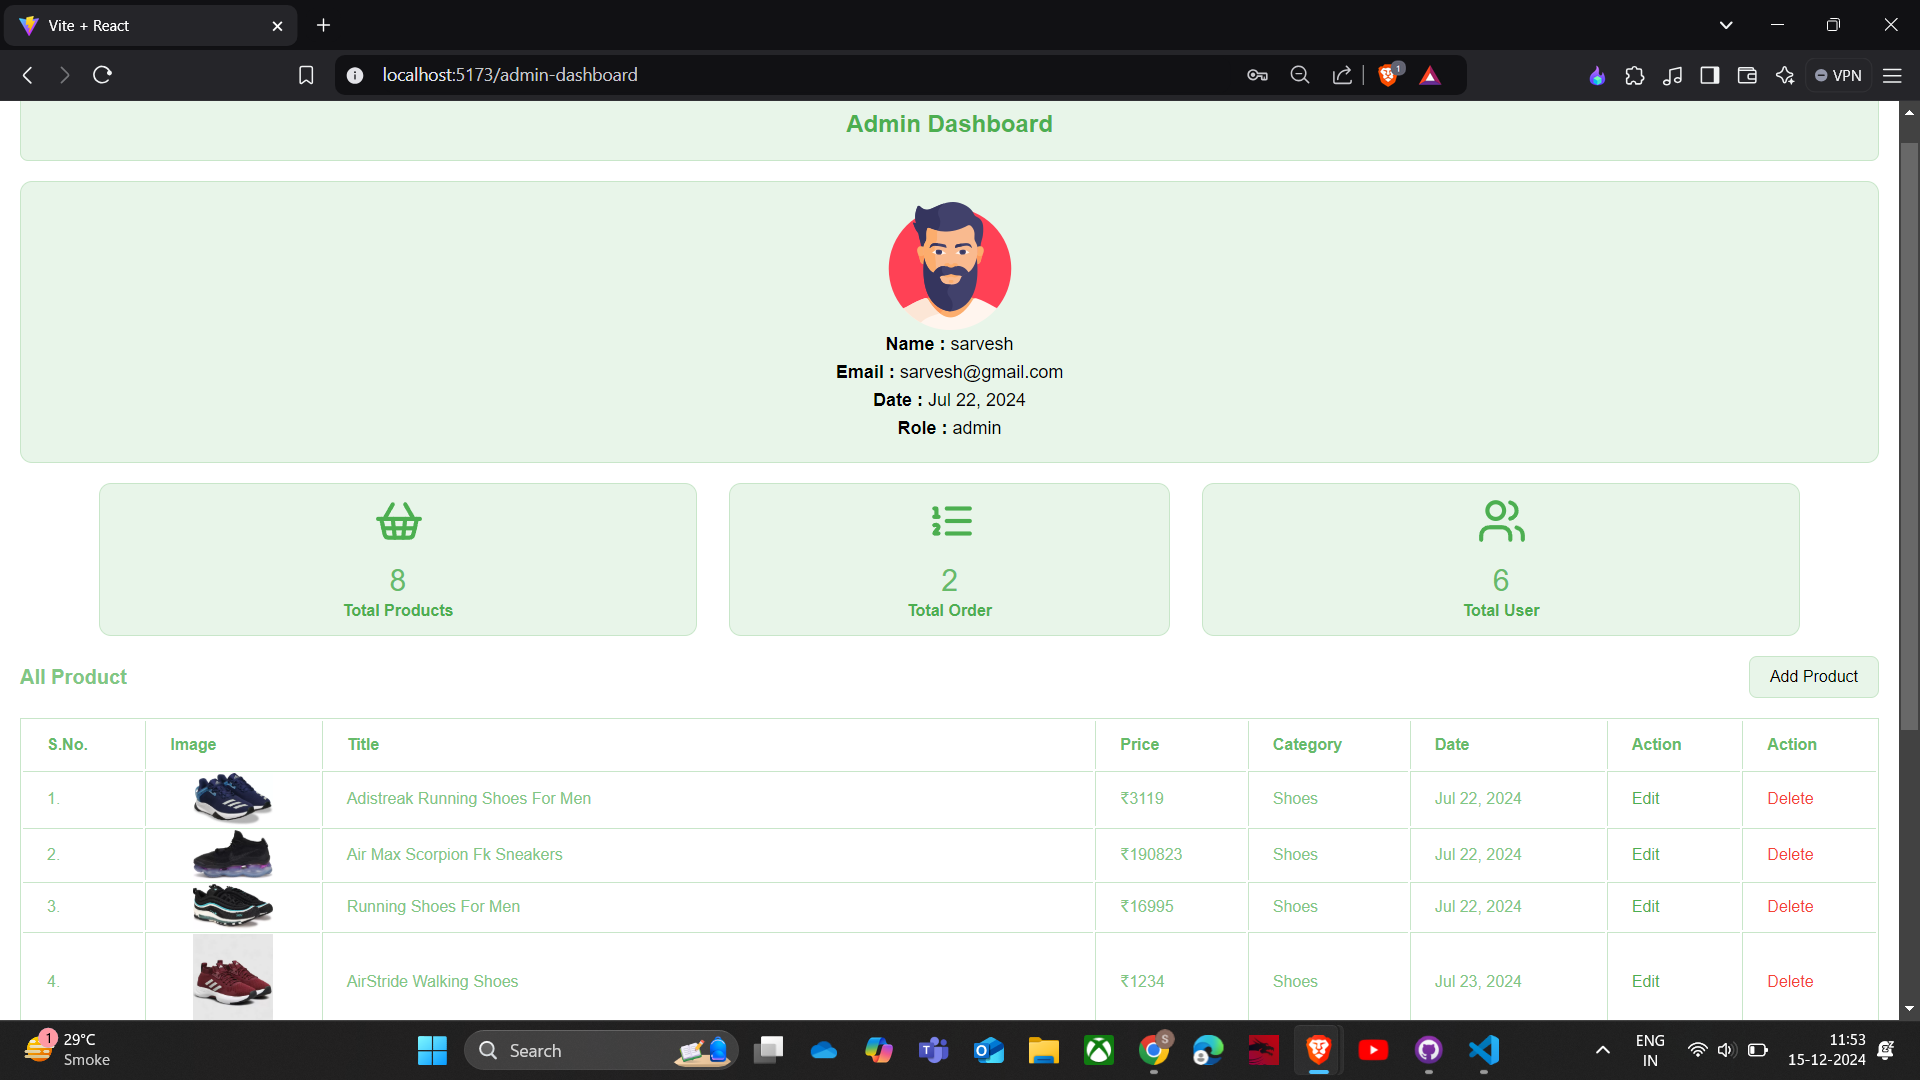 Vite + React
localhost:5173/admin-dashboard
1
VPN
Admin Dashboard
Name : sarvesh
Email : sarvesh@gmail.com
Date : Jul 22, 2024
Role : admin
8
Total Products
2
Total Order
6
Total User
All Product
Add Product
S.No. Image Title Price Category Date Action Action
1. Adistreak Running Shoes For Men ₹3119 Shoes Jul 22, 2024 Edit Delete
2. Air Max Scorpion Fk Sneakers ₹190823 Shoes Jul 22, 2024 Edit Delete
3. Running Shoes For Men ₹16995 Shoes Jul 22, 2024 Edit Delete
4. AirStride Walking Shoes ₹1234 Shoes Jul 23, 2024 Edit Delete
1
29°C
Smoke
Search
S
ENG
IN
11:53
15-12-2024